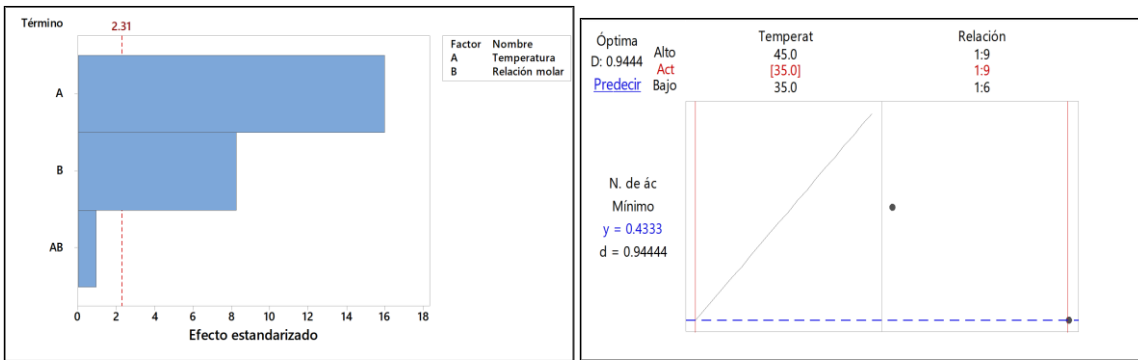 Término
2.31
A
B
AB
0 2 4 6 8 10 12 14 16 18
Efecto estandarizado
Factor Nombre
A Temperatura
B Relación molar
Óptima
D: 0.9444
Predecir
Alto
Act
Bajo
Temperat
45.0
[35.0]
35.0
Relación
1:9
1:9
1:6
N. de ác
Mínimo
y = 0.4333
d = 0.94444